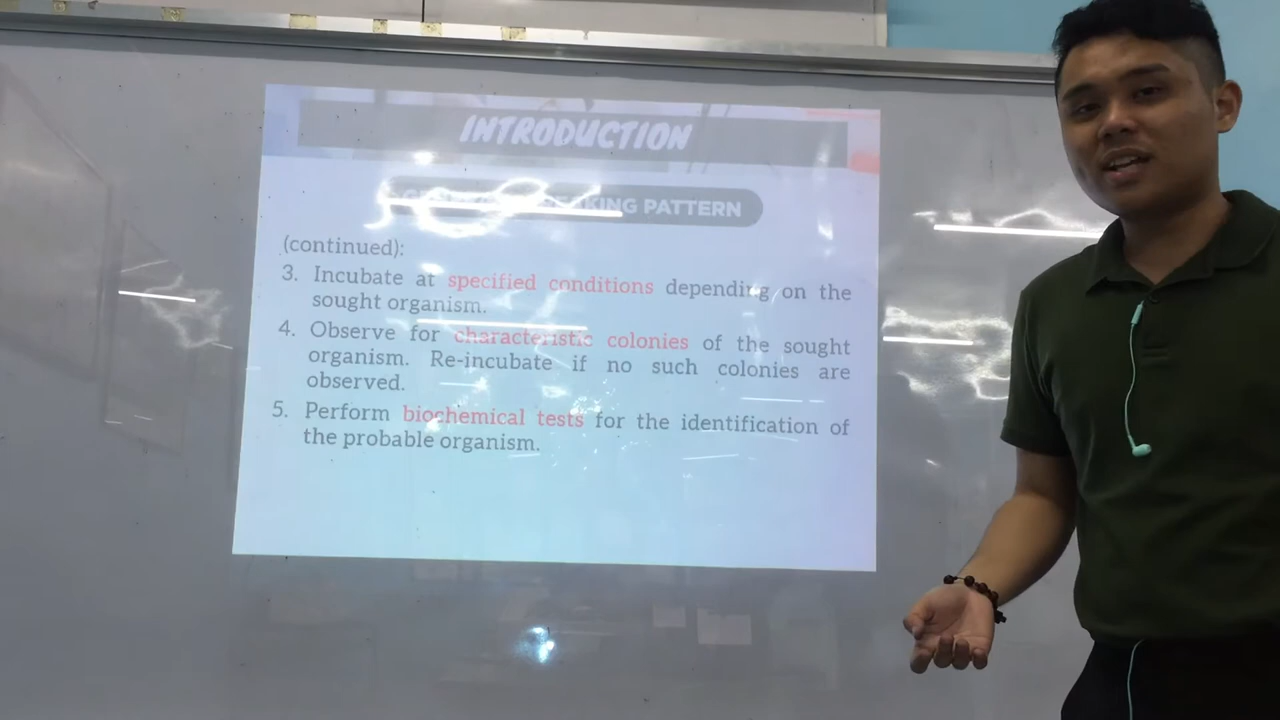 INTRODUCTION
PATTERN
(continued):
3. Incubate at specified conditions depending on the
sought organism.
4. Observe for characteristic colonies of the sought
organism. Re-incubate if no such colonies are
observed.
5. Perform biochemical tests for the identification of
the probable organism.